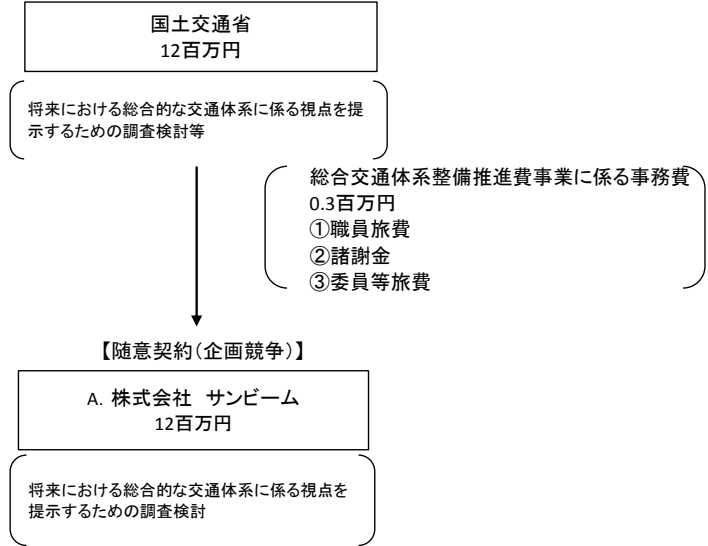 国土交通省
12百万円
将来における総合的な交通体系に係る視点を提
示するための調査検討等
総合交通体系整備推進費事業に係る事務費
0.3百万円
①職員旅費
②諸謝金
③委員等旅費
【随意契約(企画競争)】
A. 株式会社 サンビーム
12百万円
将来における総合的な交通体系に係る視点を
提示するための調査検討